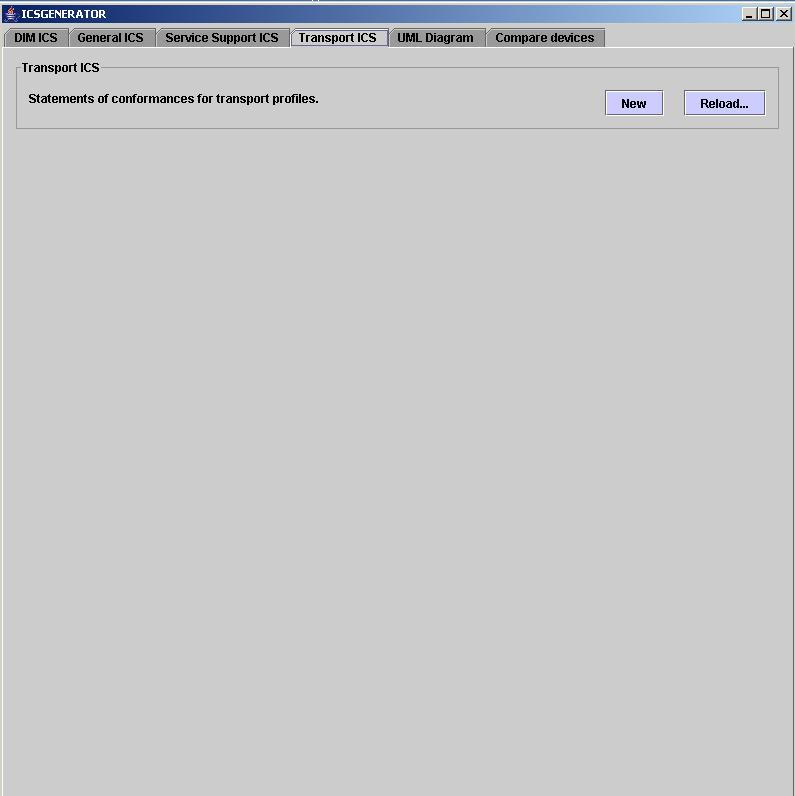 ICSGENERATOR
DIM ICS General ICS Service Support ICS Transport ICS UML Diagram Compare devices
Transport ICS
Statements of conformances for transport profiles. New Reload...